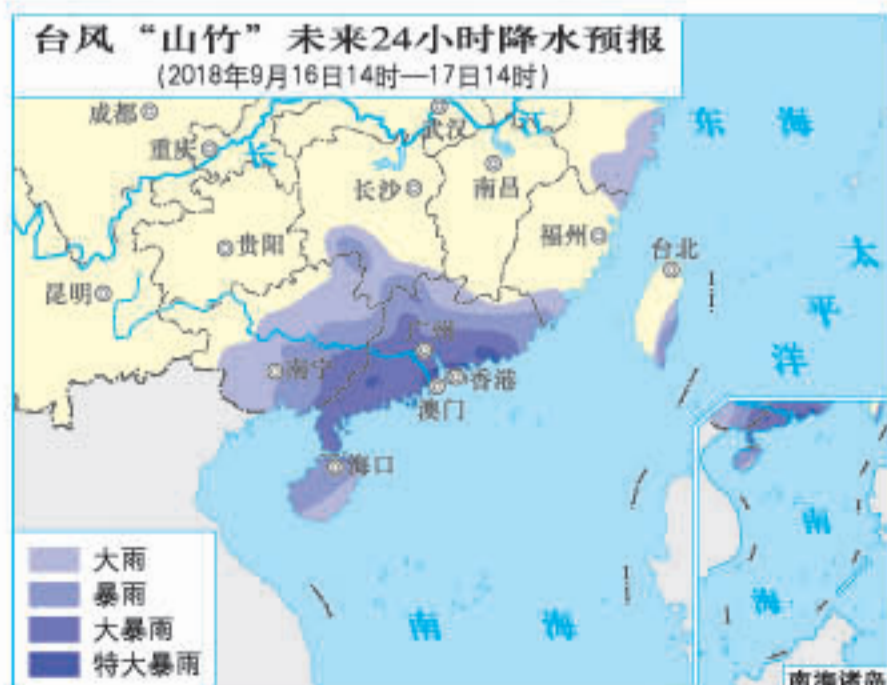 台风“山竹”未来24小时降水预报
(2018年9月16日14时—17日14时)
成都
武汉
江
东海
重庆
长
长沙
南昌
贵阳
福州
台北
太平洋
昆明
广州
南宁
香港
澳门
海口
南海
南海
大雨
暴雨
大暴雨
特大暴雨
南海诸岛